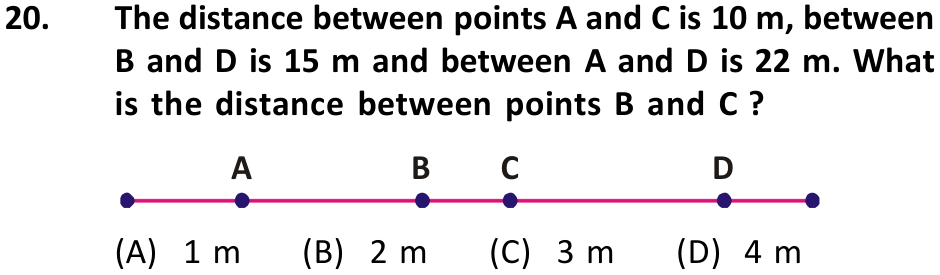 20. The distance between points A and C is 10 m, between
B and D is 15 m and between A and D is 22 m. What
is the distance between points B and C ?
A B C D
(A) 1 m (B) 2 m (C) 3 m (D) 4 m